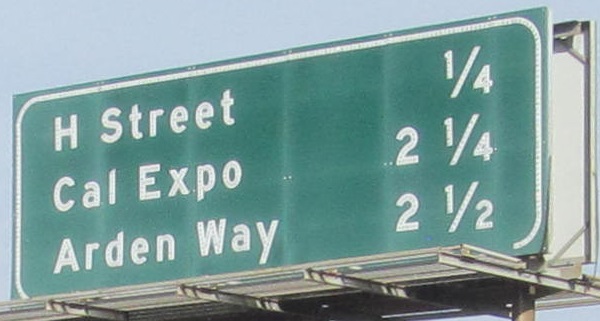 H Street 1/4
Cal Expo 2 1/4
Arden Way 2 1/2